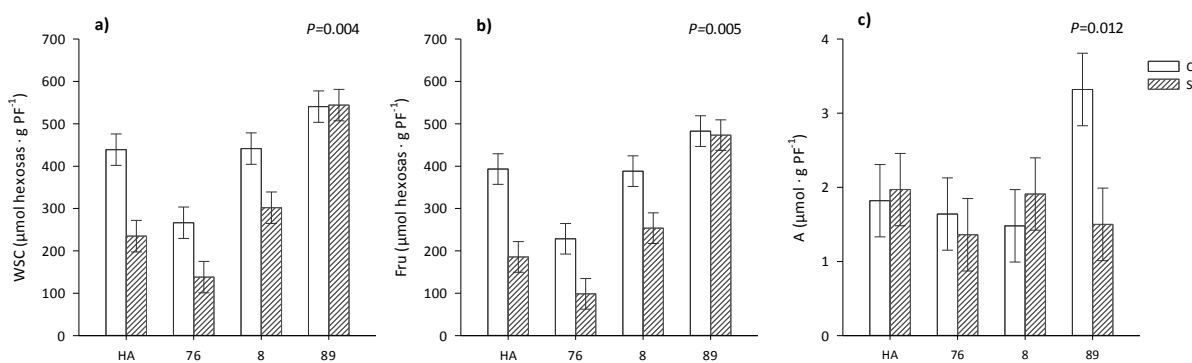 a)
P=0.004
700
600
500
400
300
200
100
0
WSC (µmol hexosas · g PF⁻¹)
HA 76 8 89
b)
P=0.005
700
600
500
400
300
200
100
0
Fru (µmol hexosas · g PF⁻¹)
HA 76 8 89
c)
P=0.012
4
3
2
1
0
A (µmol · g PF⁻¹)
HA 76 8 89
S